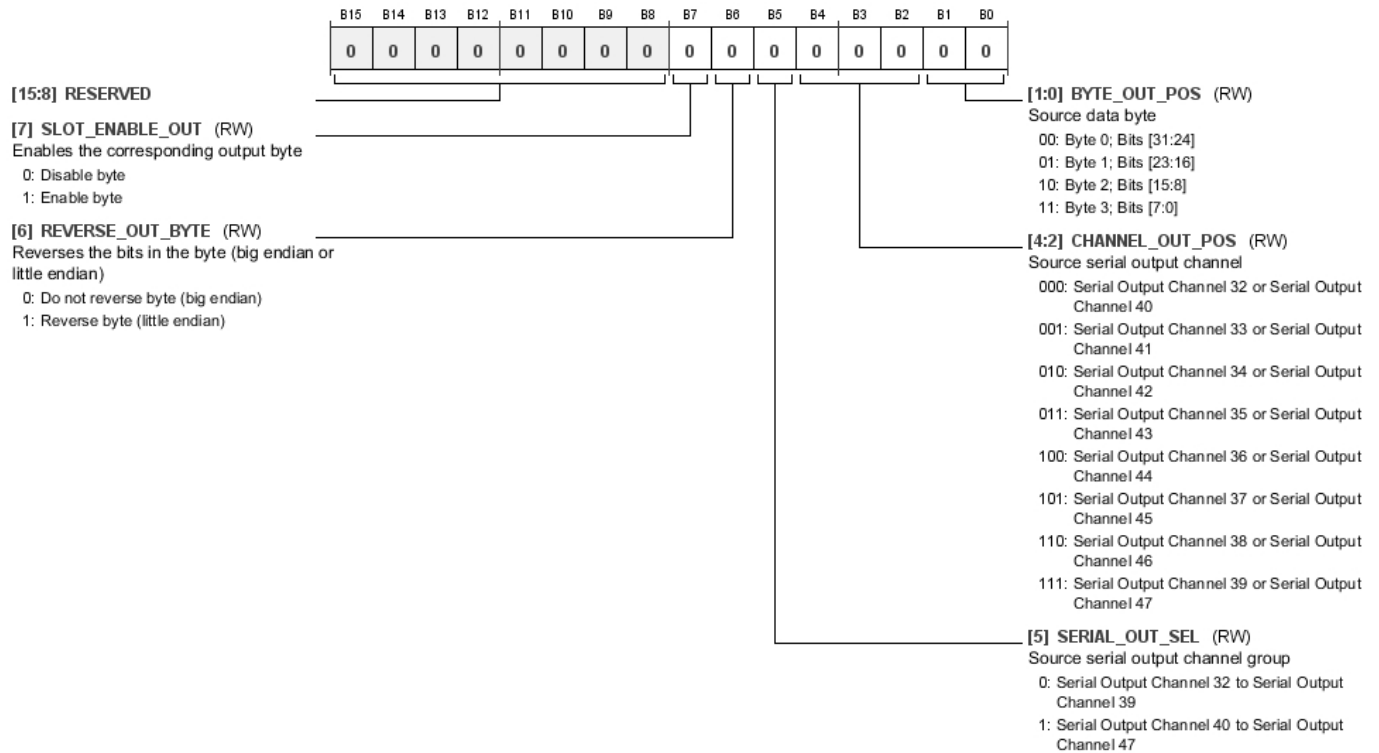 B15 B14 B13 B12 B11 B10 B9 B8 B7 B6 B5 B4 B3 B2 B1 B0
0 0 0 0 0 0 0 0 0 0 0 0 0 0 0 0
[15:8] RESERVED
[7] SLOT_ENABLE_OUT (RW)
Enables the corresponding output byte
0: Disable byte
1: Enable byte
[6] REVERSE_OUT_BYTE (RW)
Reverses the bits in the byte (big endian or
little endian)
0: Do not reverse byte (big endian)
1: Reverse byte (little endian)
[1:0] BYTE_OUT_POS (RW)
Source data byte
00: Byte 0; Bits [31:24]
01: Byte 1; Bits [23:16]
10: Byte 2; Bits [15:8]
11: Byte 3; Bits [7:0]
[4:2] CHANNEL_OUT_POS (RW)
Source serial output channel
000: Serial Output Channel 32 or Serial Output
Channel 40
001: Serial Output Channel 33 or Serial Output
Channel 41
010: Serial Output Channel 34 or Serial Output
Channel 42
011: Serial Output Channel 35 or Serial Output
Channel 43
100: Serial Output Channel 36 or Serial Output
Channel 44
101: Serial Output Channel 37 or Serial Output
Channel 45
110: Serial Output Channel 38 or Serial Output
Channel 46
111: Serial Output Channel 39 or Serial Output
Channel 47
[5] SERIAL_OUT_SEL (RW)
Source serial output channel group
0: Serial Output Channel 32 to Serial Output
Channel 39
1: Serial Output Channel 40 to Serial Output
Channel 47